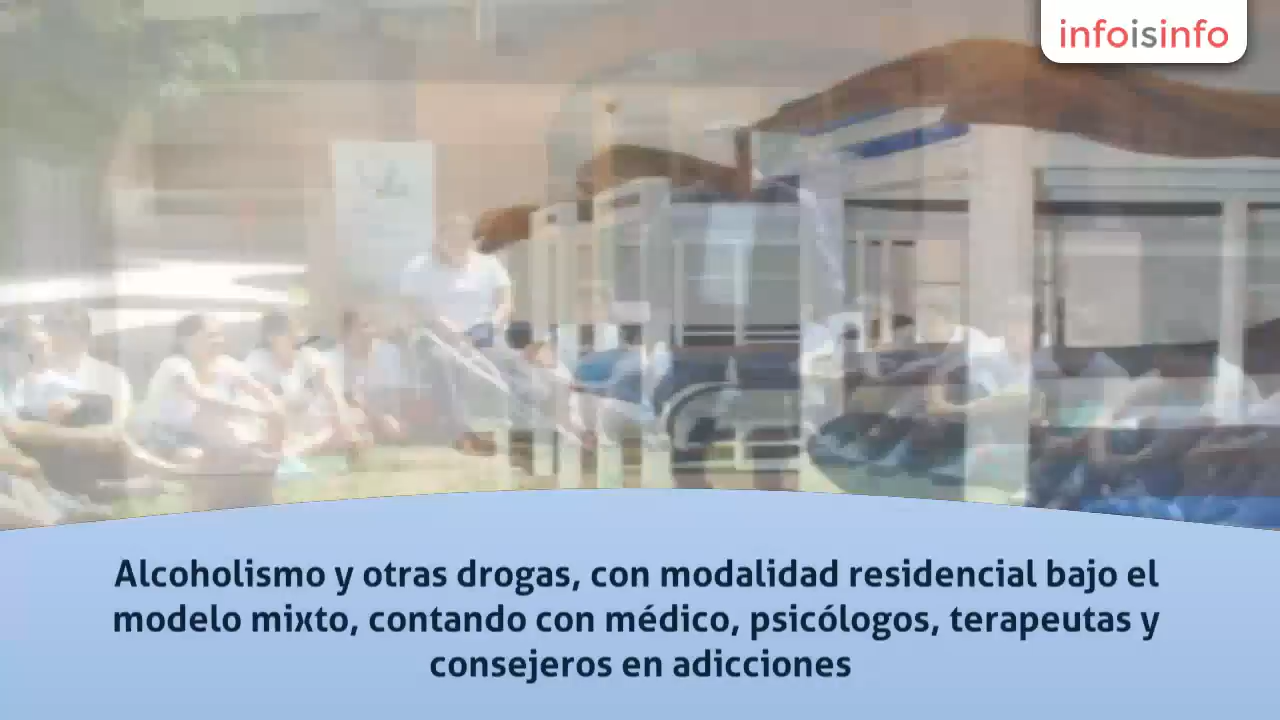 infoisinfo
Alcoholismo y otras drogas, con modalidad residencial bajo el
modelo mixto, contando con médico, psicólogos, terapeutas y
consejeros en adicciones